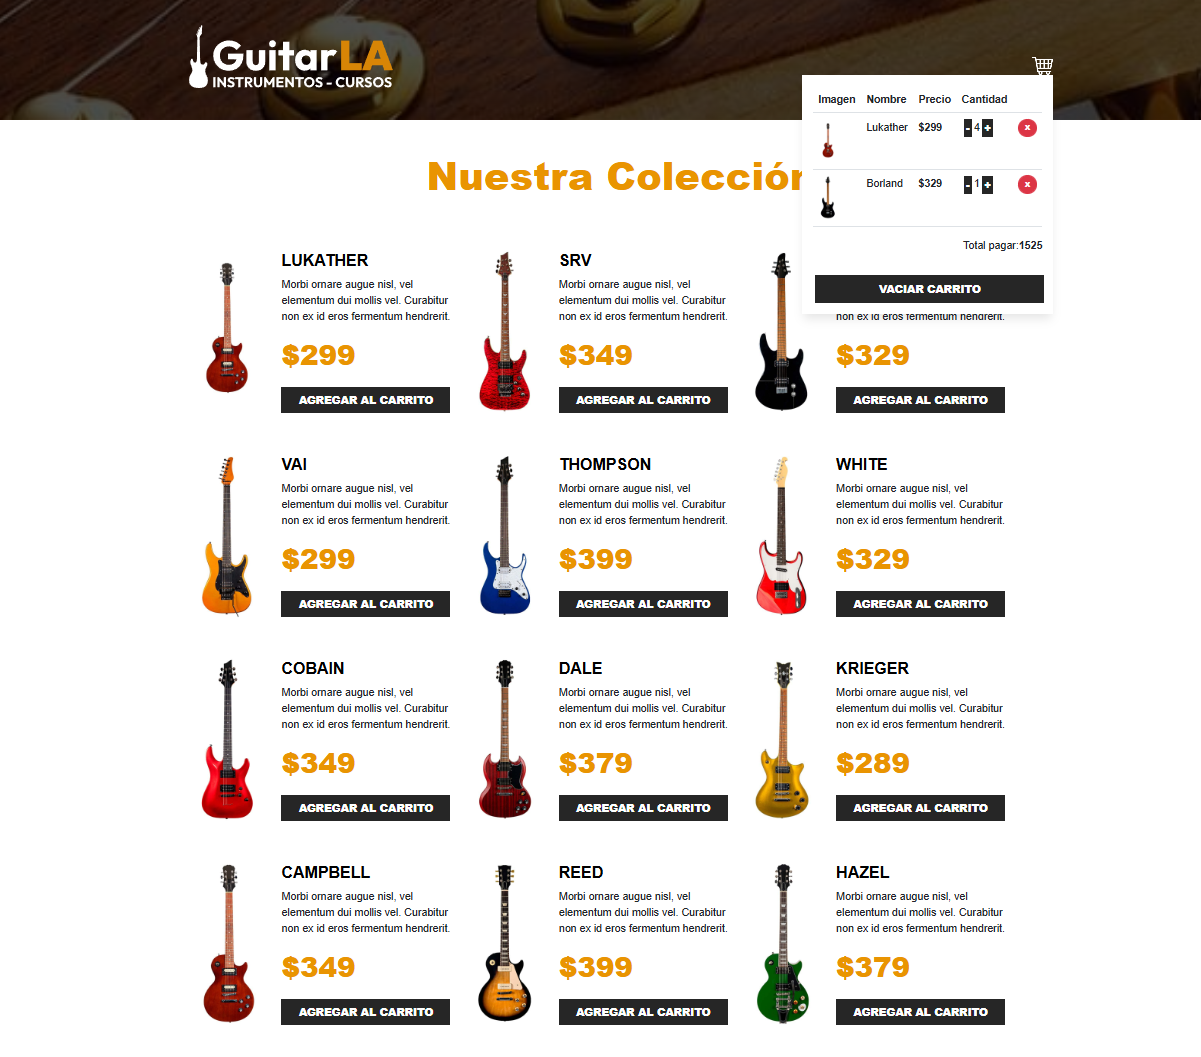 GuitarLA
INSTRUMENTOS - CURSOS
Imagen Nombre Precio Cantidad
Lukather $299 - 4 + x
Borland $329 - 1 + x
Total pagar:1525
VACIAR CARRITO
Nuestra Colección
LUKATHER
Morbi ornare augue nisl, vel
elementum dui mollis vel. Curabitur
non ex id eros fermentum hendrerit.
$299
AGREGAR AL CARRITO
SRV
Morbi ornare augue nisl, vel
elementum dui mollis vel. Curabitur
non ex id eros fermentum hendrerit.
$349
AGREGAR AL CARRITO
non ex id eros fermentum hendrerit.
$329
AGREGAR AL CARRITO
VAI
Morbi ornare augue nisl, vel
elementum dui mollis vel. Curabitur
non ex id eros fermentum hendrerit.
$299
AGREGAR AL CARRITO
THOMPSON
Morbi ornare augue nisl, vel
elementum dui mollis vel. Curabitur
non ex id eros fermentum hendrerit.
$399
AGREGAR AL CARRITO
WHITE
Morbi ornare augue nisl, vel
elementum dui mollis vel. Curabitur
non ex id eros fermentum hendrerit.
$329
AGREGAR AL CARRITO
COBAIN
Morbi ornare augue nisl, vel
elementum dui mollis vel. Curabitur
non ex id eros fermentum hendrerit.
$349
AGREGAR AL CARRITO
DALE
Morbi ornare augue nisl, vel
elementum dui mollis vel. Curabitur
non ex id eros fermentum hendrerit.
$379
AGREGAR AL CARRITO
KRIEGER
Morbi ornare augue nisl, vel
elementum dui mollis vel. Curabitur
non ex id eros fermentum hendrerit.
$289
AGREGAR AL CARRITO
CAMPBELL
Morbi ornare augue nisl, vel
elementum dui mollis vel. Curabitur
non ex id eros fermentum hendrerit.
$349
AGREGAR AL CARRITO
REED
Morbi ornare augue nisl, vel
elementum dui mollis vel. Curabitur
non ex id eros fermentum hendrerit.
$399
AGREGAR AL CARRITO
HAZEL
Morbi ornare augue nisl, vel
elementum dui mollis vel. Curabitur
non ex id eros fermentum hendrerit.
$379
AGREGAR AL CARRITO